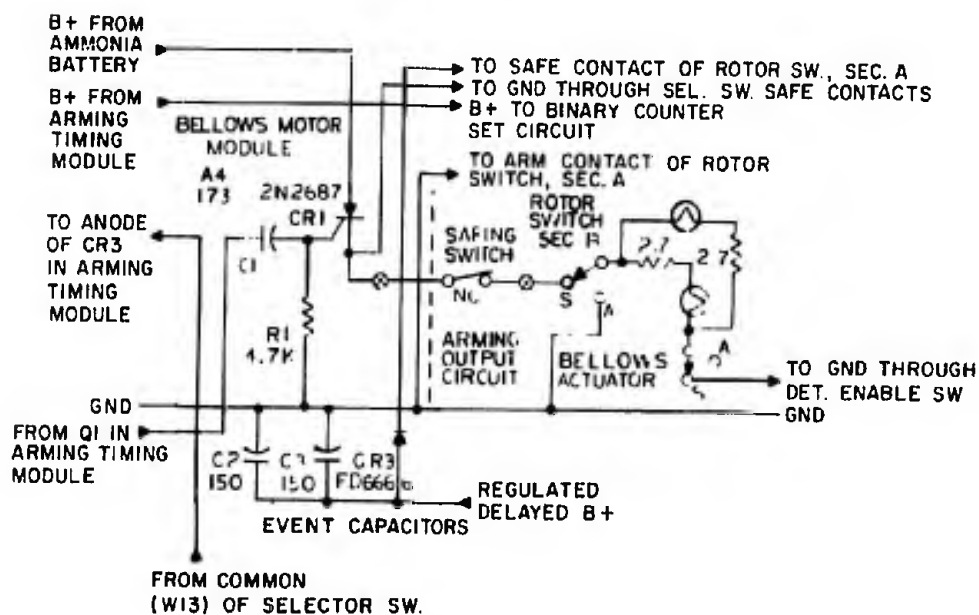 B+ FROM
AMMONIA
BATTERY
B+ FROM
ARMING
TIMING
MODULE
BELLOWS MOTOR
MODULE
A4
173
2N2687
CR1
TO SAFE CONTACT OF ROTOR SW., SEC. A
TO GND THROUGH SEL. SW. SAFE CONTACTS
B+ TO BINARY COUNTER
SET CIRCUIT
TO ARM CONTACT OF ROTOR
SWITCH, SEC. A
ROTOR
SWITCH
SEC B
TO ANODE
OF CR3
IN ARMING
TIMING
MODULE
C1
R1
4.7K
SAFING
SWITCH
S
A
2.7
2.7
ARMING
OUTPUT
CIRCUIT
BELLOWS
ACTUATOR
A
TO GND THROUGH
DET. ENABLE SW
GND
GND
FROM Q1 IN
ARMING TIMING
MODULE
C2
150
150
CR3
EVENT CAPACITORS
REGULATED
DELAYED B+
FROM COMMON
(W13) OF SELECTOR SW.